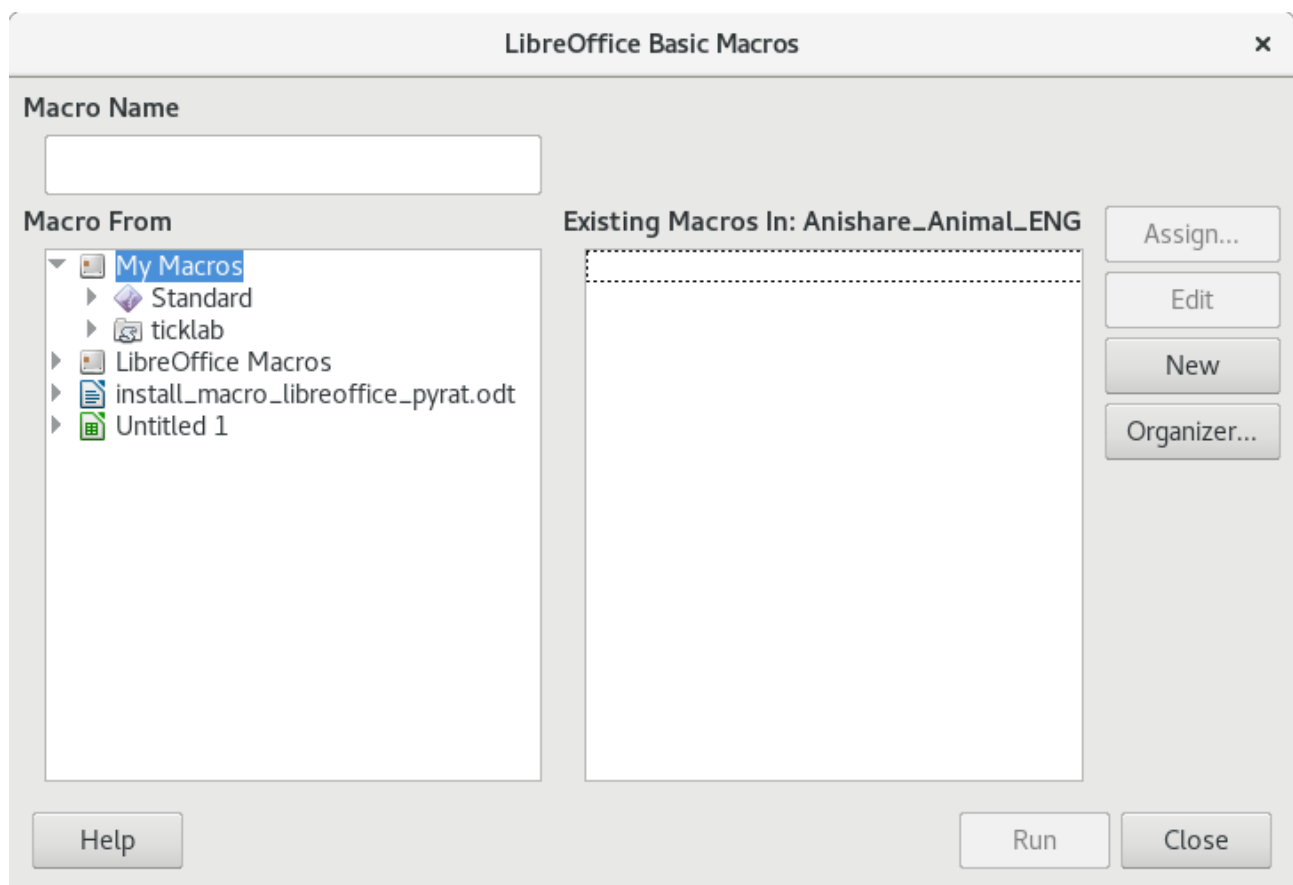 LibreOffice Basic Macros
Macro Name
Macro From
My Macros
Standard
ticklab
LibreOffice Macros
install_macro_libreoffice_pyrat.odt
Untitled 1
Existing Macros In: Anishare_Animal_ENG
Assign...
Edit
New
Organizer...
Help
Run
Close